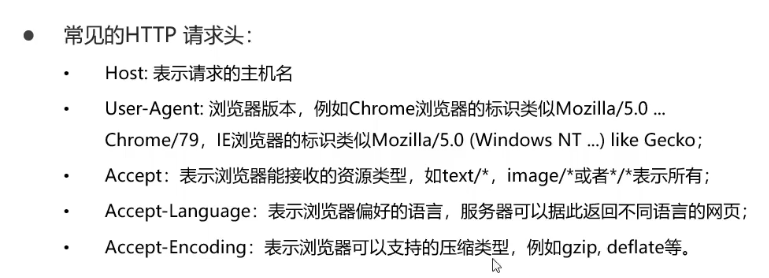 ● 常见的HTTP 请求头：
• Host: 表示请求的主机名
• User-Agent: 浏览器版本，例如Chrome浏览器的标识类似Mozilla/5.0 ...
Chrome/79，IE浏览器的标识类似Mozilla/5.0 (Windows NT ...) like Gecko；
• Accept：表示浏览器能接收的资源类型，如text/*，image/*或者*/*表示所有；
• Accept-Language：表示浏览器偏好的语言，服务器可以据此返回不同语言的网页；
• Accept-Encoding：表示浏览器可以支持的压缩类型，例如gzip, deflate等。